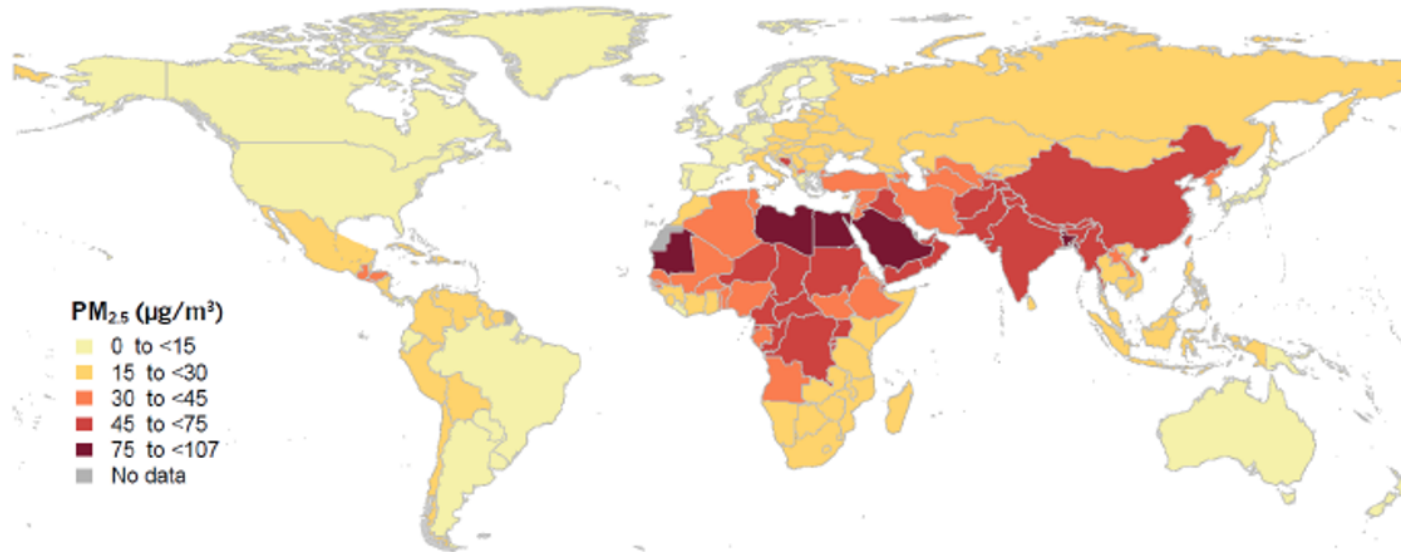 PM2.5 (µg/m³)
0 to <15
15 to <30
30 to <45
45 to <75
75 to <107
No data